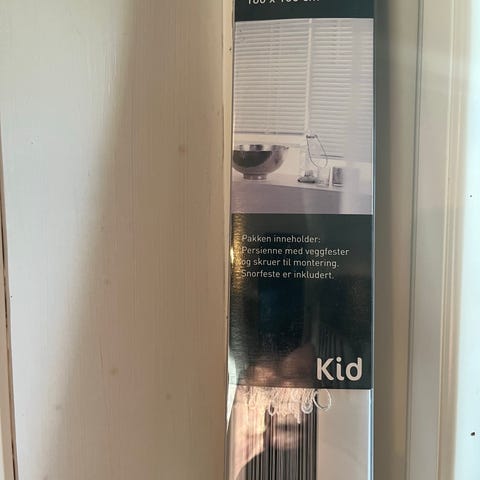 Pakken inneholder:
Persienne med veggfester
og skruer til montering.
Snorfeste er inkludert.
Kid